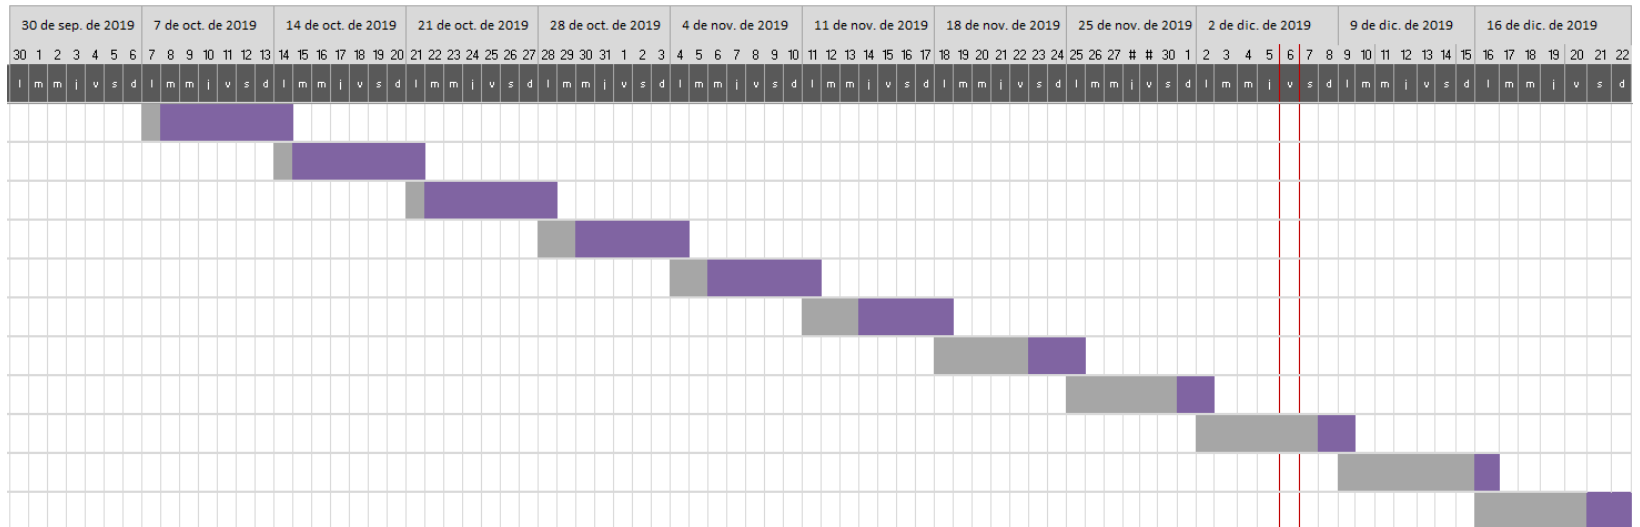 30 de sep. de 2019 7 de oct. de 2019 14 de oct. de 2019 21 de oct. de 2019 28 de oct. de 2019 4 de nov. de 2019 11 de nov. de 2019 18 de nov. de 2019 25 de nov. de 2019 2 de dic. de 2019 9 de dic. de 2019 16 de dic. de 2019
30 1 2 3 4 5 6 7 8 9 10 11 12 13 14 15 16 17 18 19 20 21 22 23 24 25 26 27 28 29 30 31 1 2 3 4 5 6 7 8 9 10 11 12 13 14 15 16 17 18 19 20 21 22 23 24 25 26 27 # # 30 1 2 3 4 5 6 7 8 9 10 11 12 13 14 15 16 17 18 19 20 21 22
l m m j v s d l m m j v s d l m m j v s d l m m j v s d l m m j v s d l m m j v s d l m m j v s d l m m j v s d l m m j v s d l m m j v s d l m m j v s d l m m j v s d